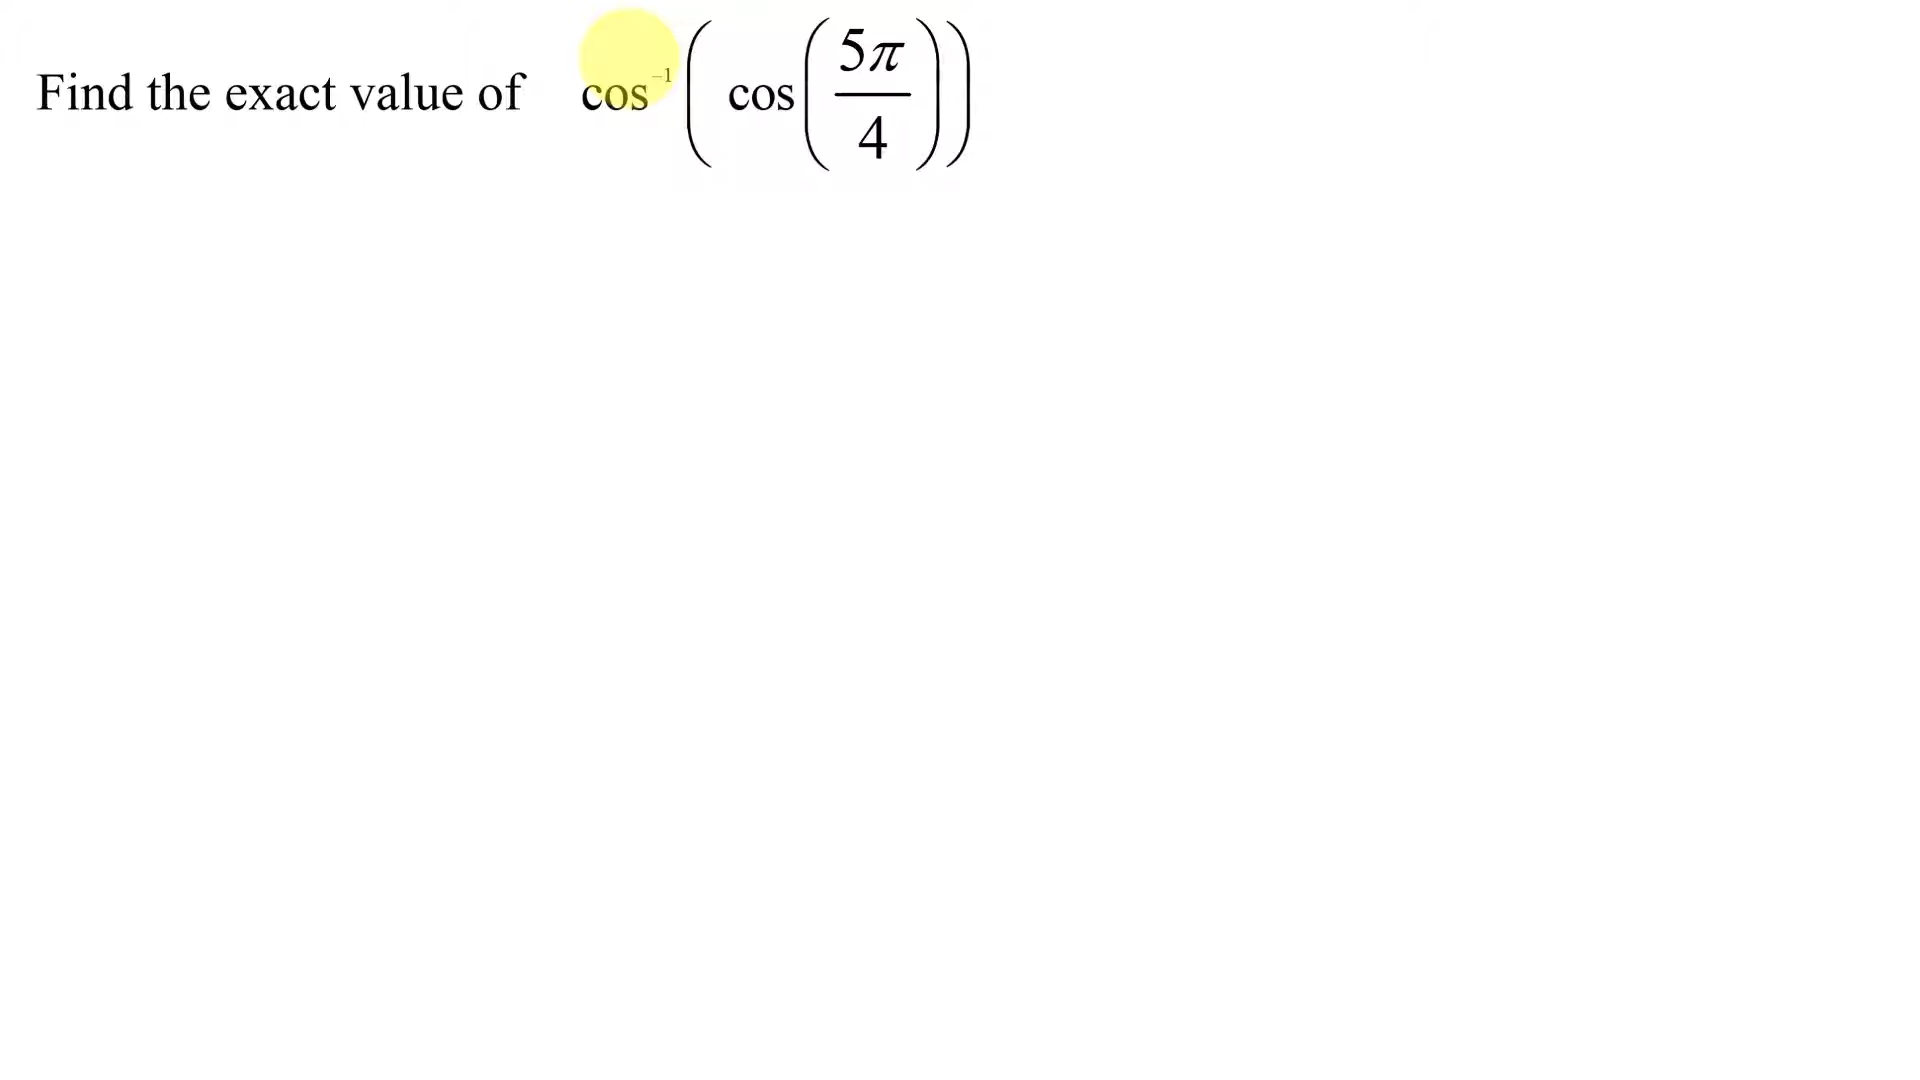 Find the exact value of cos⁻¹(cos(5π/4))